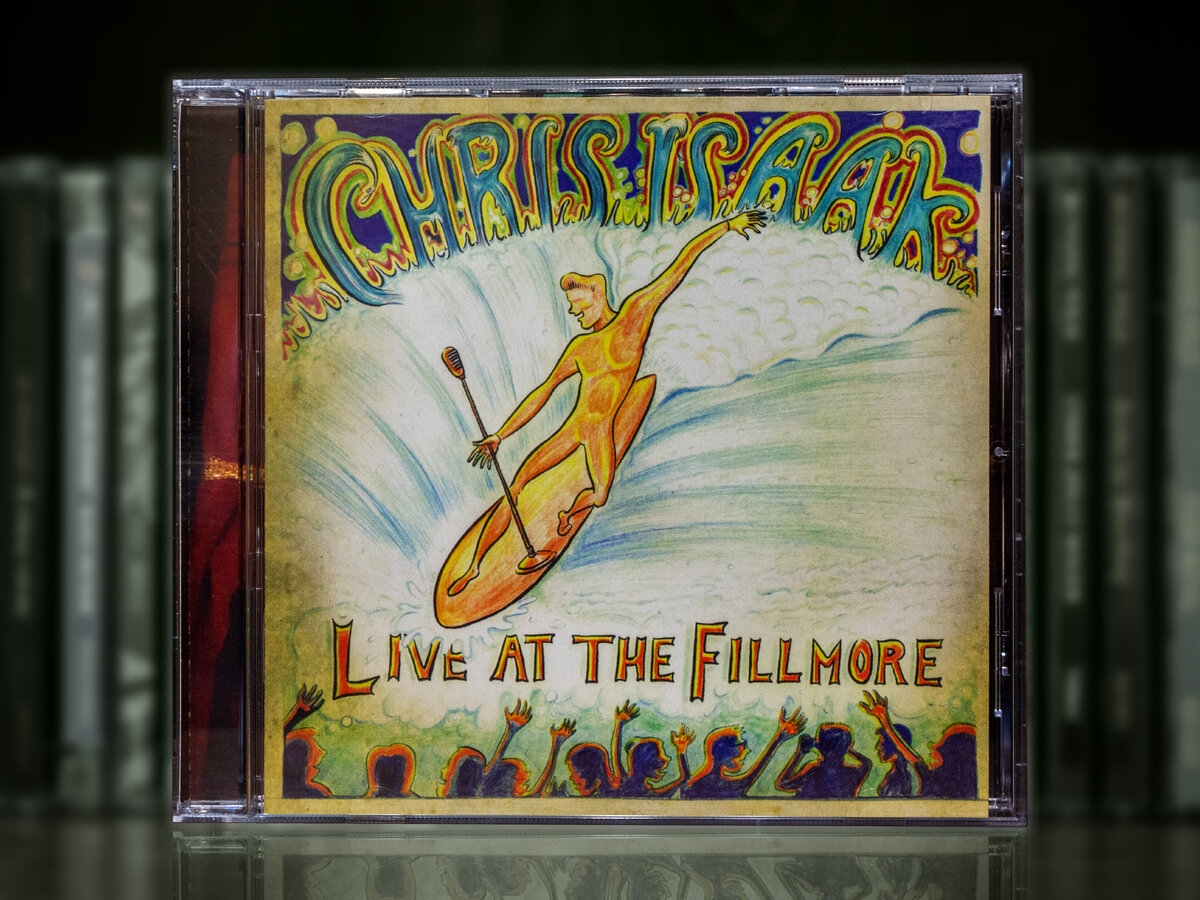 CHRIS ISAAK
LIVE AT THE FILLMORE